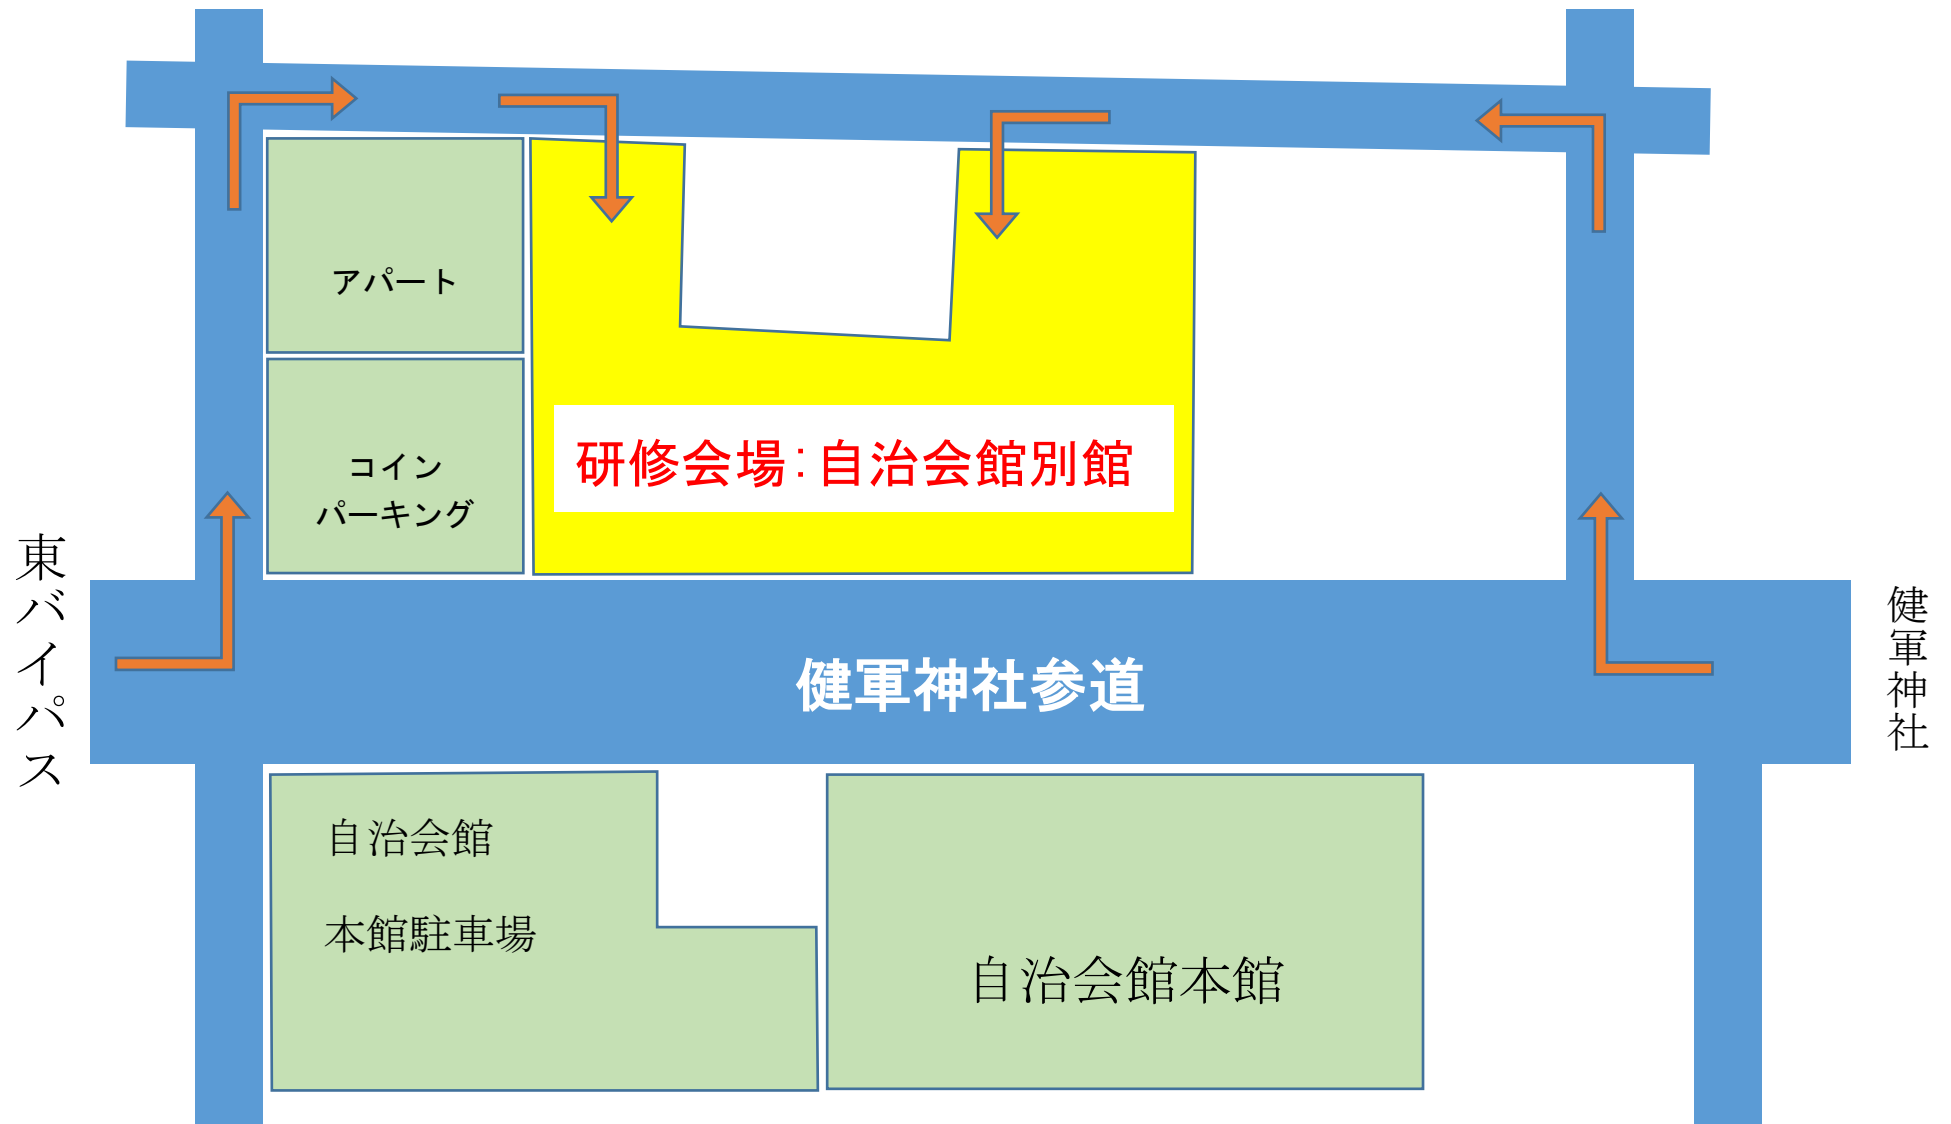 アパート
コイン
パーキング
研修会場：自治会館別館
東バイパス
健軍神社参道
健軍神社
自治会館
本館駐車場
自治会館本館